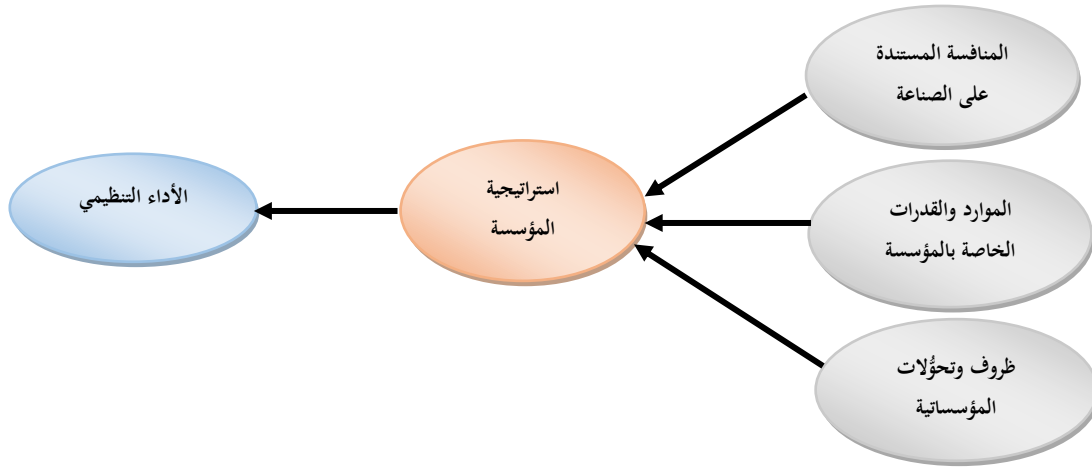 المنافسة المستندة
على الصناعة
الموارد والقدرات
الخاصة بالمؤسسة
ظروف وتحوُّلات
المؤسساتية
استراتيجية
المؤسسة
الأداء التنظيمي